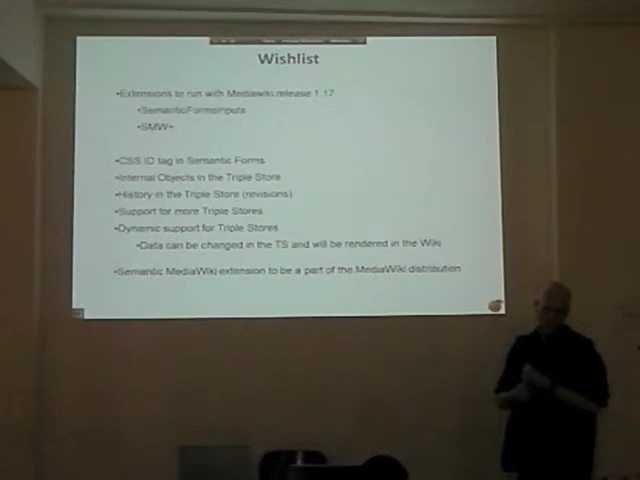 Wishlist
•Extensions to run with Mediawiki release 1.17
•SemanticFormsInputs
•SMW+
•CSS ID tag in Semantic Forms
•Internal Objects in the Triple Store
•History in the Triple Store (revisions)
•Support for more Triple Stores
•Dynamic support for Triple Stores
•Data can be changed in the TS and will be rendered in the Wiki
•Semantic MediaWiki extension to be a part of the MediaWiki distribution